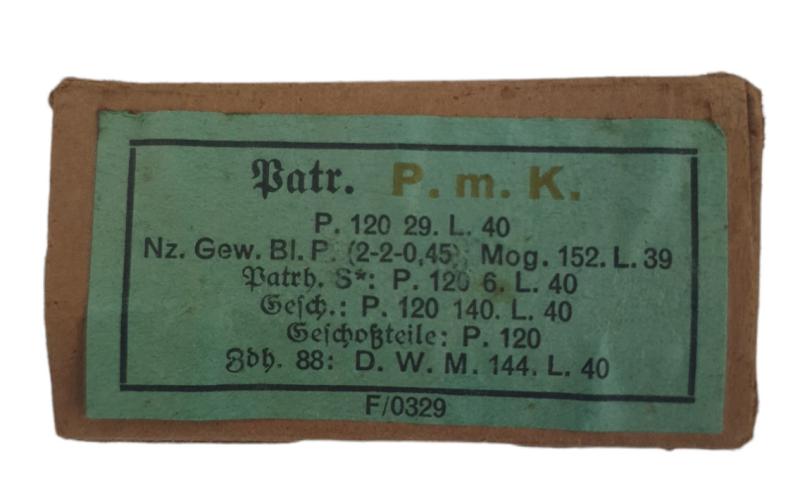 Patr. P. m. K.
P. 120 29. L. 40
Nz. Gew. Bl. P. (2-2-0,45) Mog. 152. L. 39
Patrh. S*: P. 120 6. L. 40
Gesch.: P. 120 140. L. 40
Geschoßteile: P. 120
Zdh. 88: D. W. M. 144. L. 40
F/0329